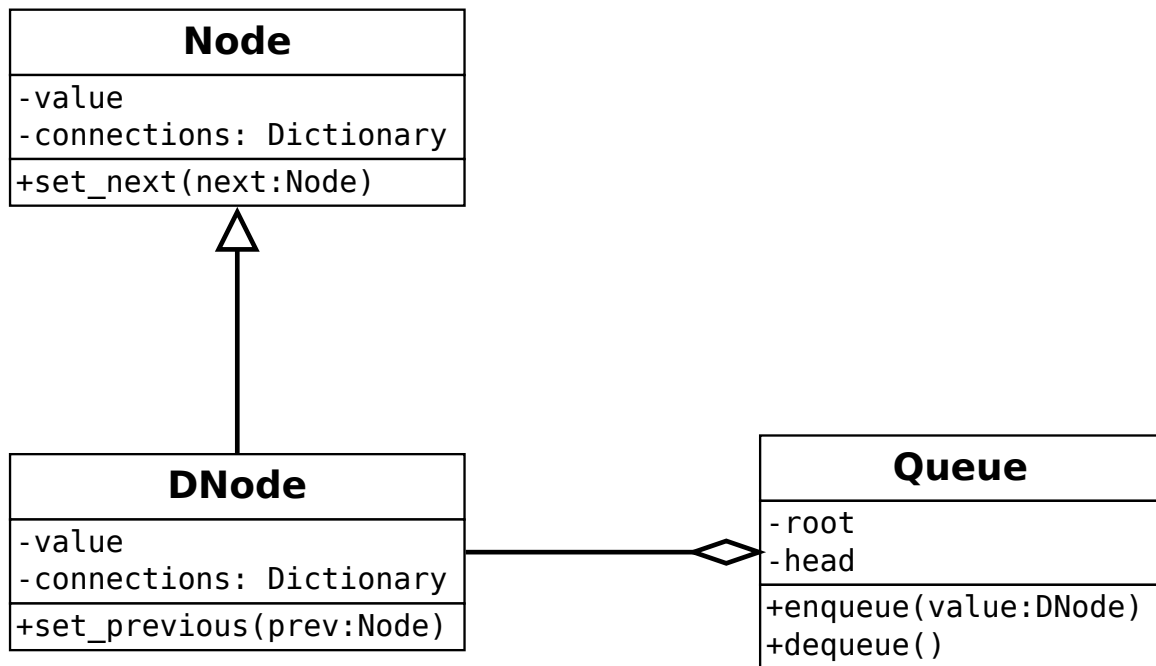 Node
-value
-connections: Dictionary
+set_next(next:Node)
DNode
-value
-connections: Dictionary
+set_previous(prev:Node)
Queue
-root
-head
+enqueue(value:DNode)
+dequeue()